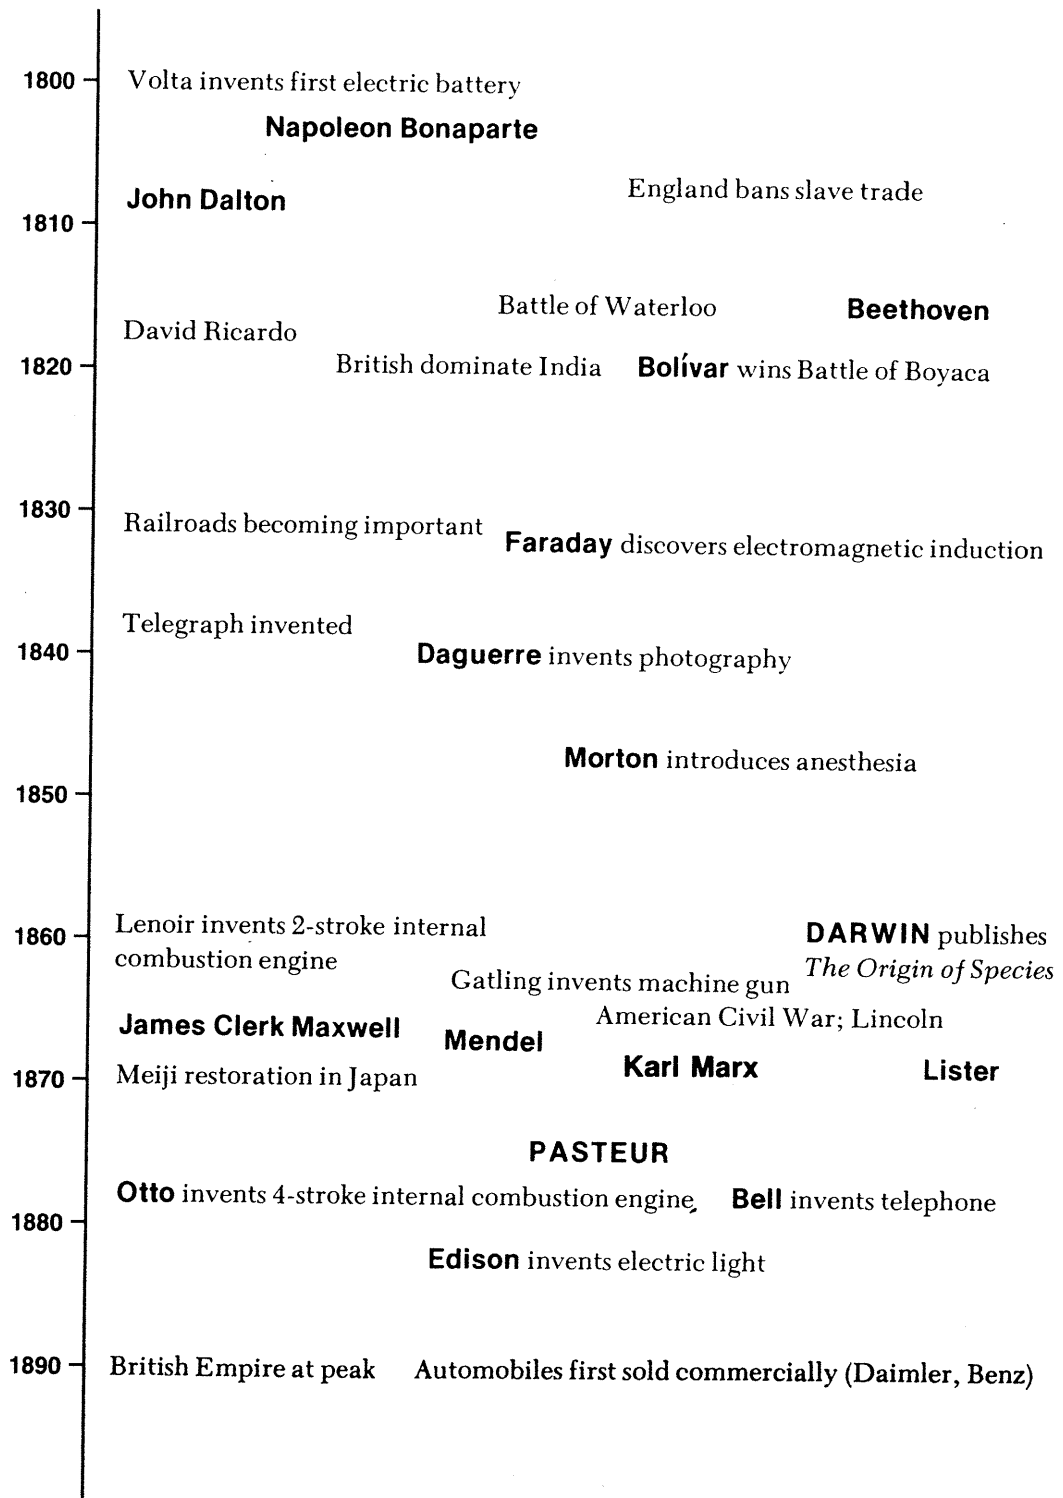 1800 Volta invents first electric battery
Napoleon Bonaparte
John Dalton England bans slave trade
1810
Battle of Waterloo Beethoven
David Ricardo
1820 British dominate India Bolívar wins Battle of Boyaca
1830
Railroads becoming important
Faraday discovers electromagnetic induction
Telegraph invented
1840 Daguerre invents photography
Morton introduces anesthesia
1850
Lenoir invents 2-stroke internal
1860 DARWIN publishes
combustion engine The Origin of Species
Gatling invents machine gun
American Civil War; Lincoln
James Clerk Maxwell Mendel
Karl Marx Lister
1870 Meiji restoration in Japan
PASTEUR
Otto invents 4-stroke internal combustion engine, Bell invents telephone
1880
Edison invents electric light
1890 British Empire at peak Automobiles first sold commercially (Daimler, Benz)